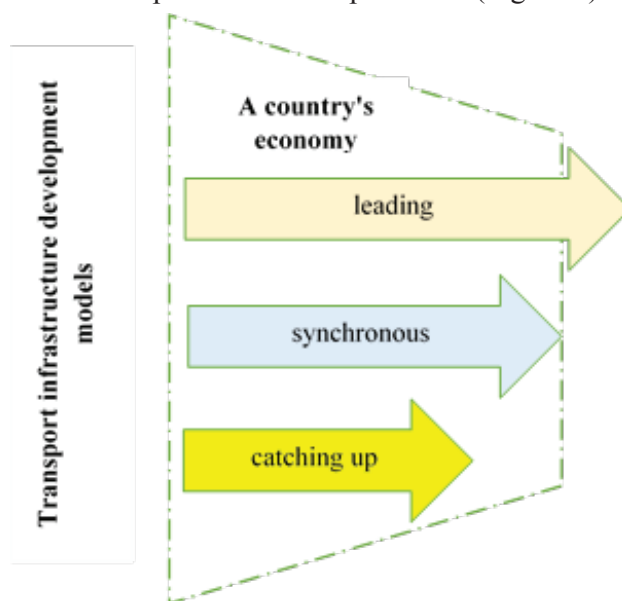 Transport infrastructure development
models
A country's
economy
leading
synchronous
catching up